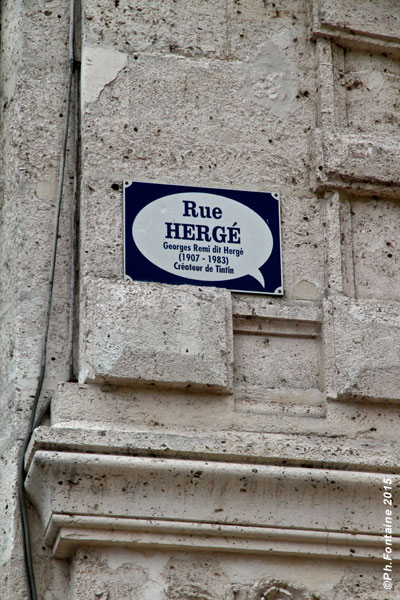 Rue
HERGÉ
Georges Remi dit Hergé
(1907 - 1983)
Créateur de Tintin
©Ph.Fontaine 2015